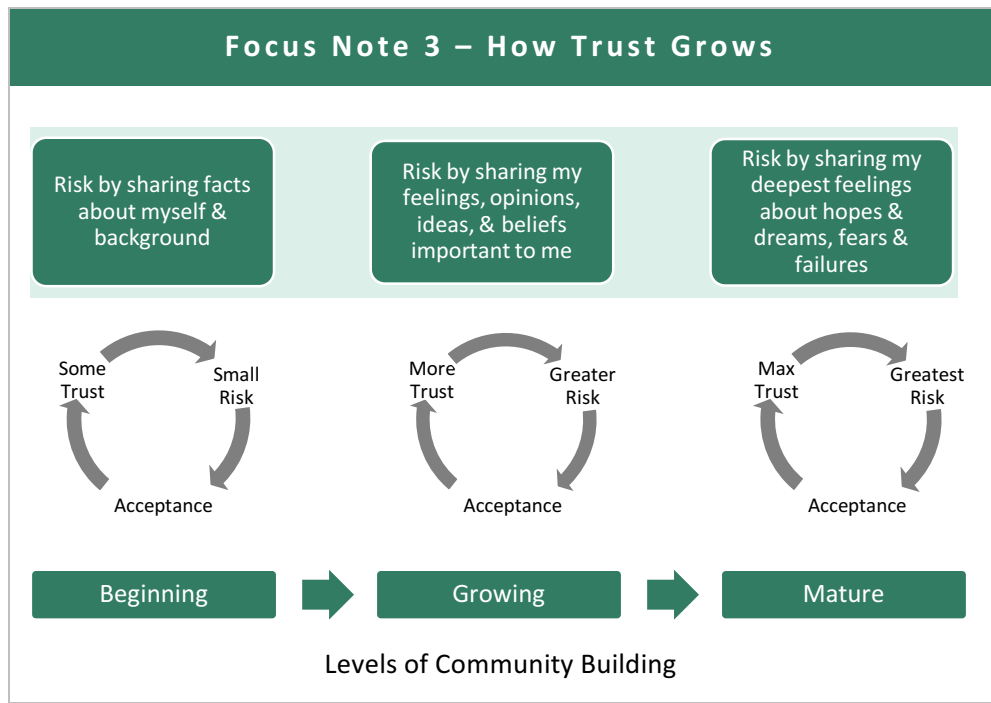 Focus Note 3 – How Trust Grows
Risk by sharing facts
about myself &
background
Risk by sharing my
feelings, opinions,
ideas, & beliefs
important to me
Risk by sharing my
deepest feelings
about hopes &
dreams, fears &
failures
Some
Trust
Small
Risk
Acceptance
More
Trust
Greater
Risk
Acceptance
Max
Trust
Greatest
Risk
Acceptance
Beginning
Growing
Mature
Levels of Community Building